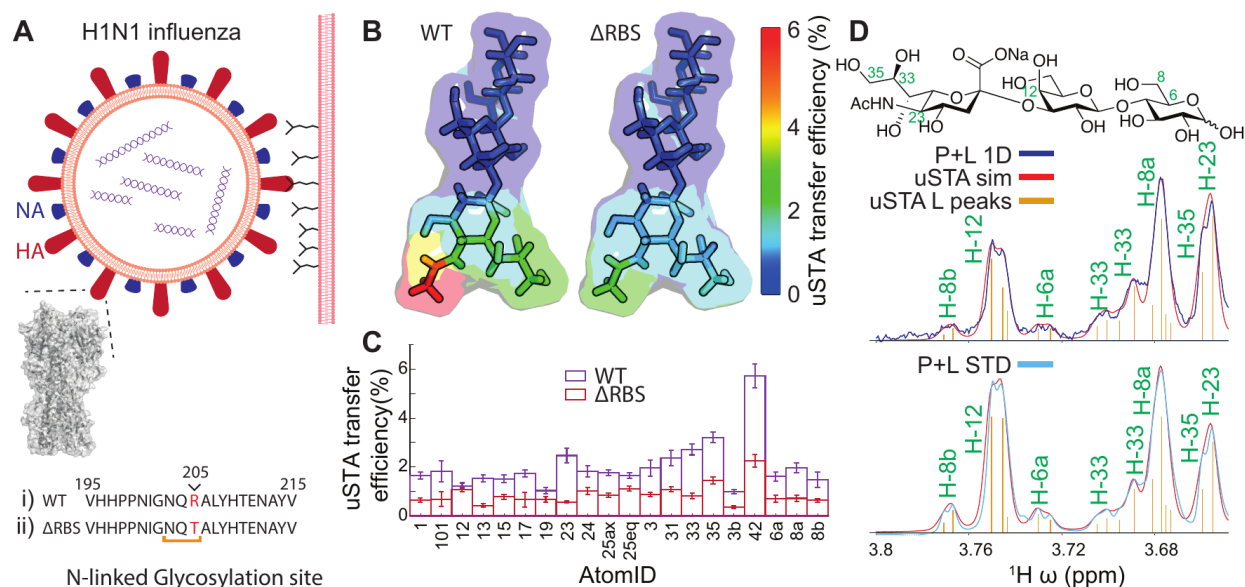 A
H1N1 influenza
NA
HA
195
205
215
i) WT VHHPPNIGNQRALYHTENAYV
ii) ΔRBS VHHPPNIGNQTALYHTENAYV
N-linked Glycosylation site
B
WT
ΔRBS
6
4
2
0
uSTA transfer efficiency (%)
C
WT
ΔRBS
6
4
2
0
uSTA transfer
efficiency(%)
1 101 12 13 15 17 19 23 24 25ax 25eq 3 31 33 35 3b 42 6a 8a 8b
AtomID
D
OH
OH
35
33
HO
O
ONa
AcHN
23
HO
HO
O
OH
OH
12
O
O
OH
HO
8
6
O
O
HO
OH
OH
P+L 1D
uSTA sim
uSTA L peaks
H-8b
H-12
H-6a
H-33
H-33
H-8a
H-35
H-23
P+L STD
H-8b
H-12
H-6a
H-33
H-33
H-8a
H-35
H-23
3.8 3.76 3.72 3.68
¹H ω (ppm)